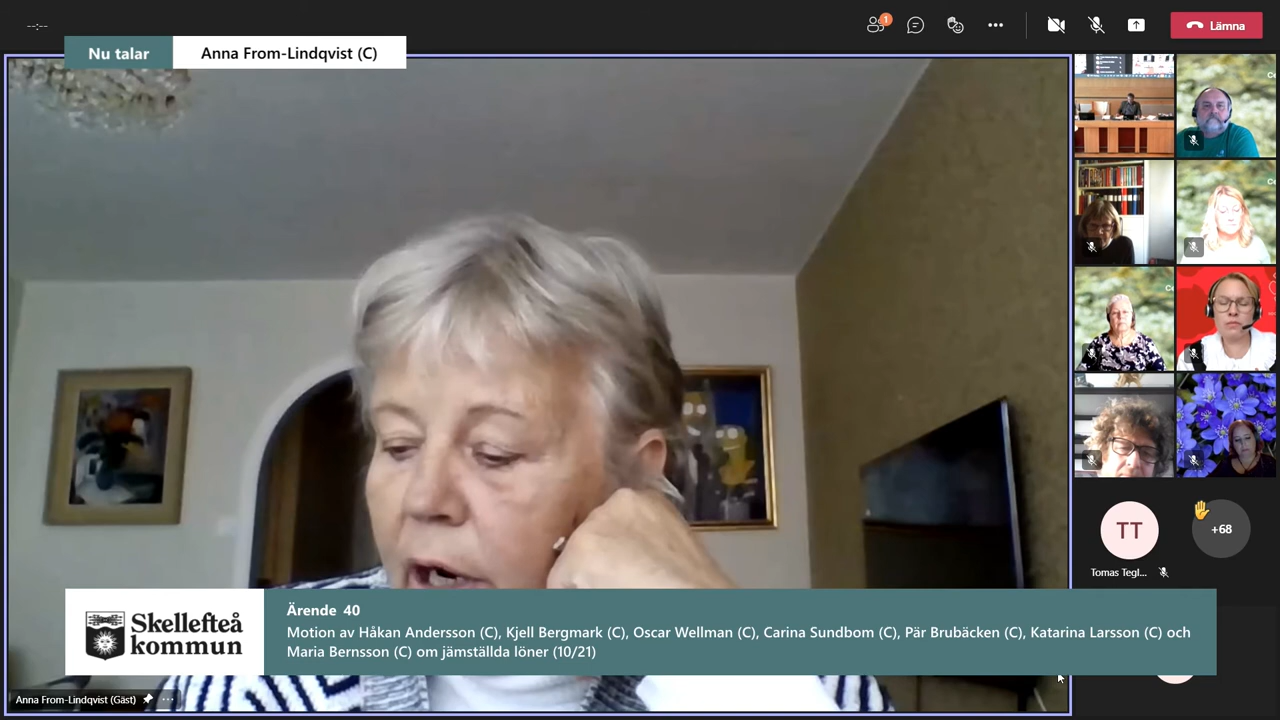 --:--
1
Lämna
Nu talar
Anna From-Lindqvist (C)
TT
+68
Tomas Tegl...
Skellefteå
kommun
Ärende 40
Motion av Håkan Andersson (C), Kjell Bergmark (C), Oscar Wellman (C), Carina Sundbom (C), Pär Brubäcken (C), Katarina Larsson (C) och
Maria Bernsson (C) om jämställda löner (10/21)
Anna From-Lindqvist (Gäst)